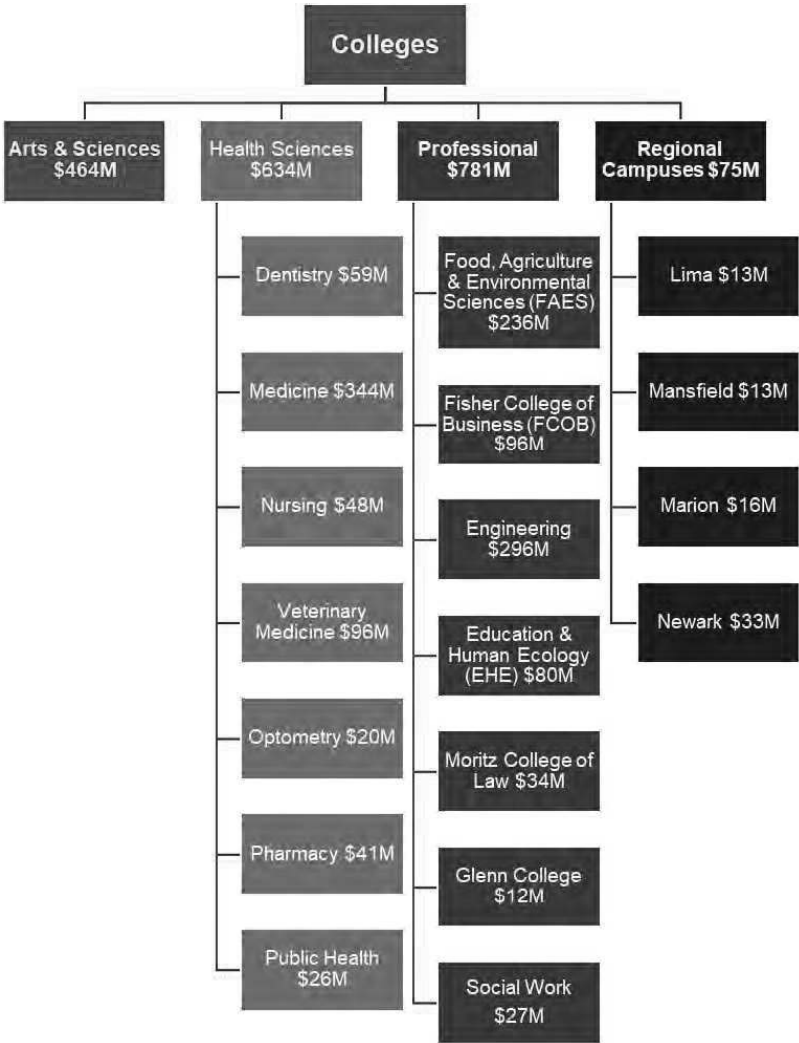 Colleges
Arts & Sciences
$464M
Health Sciences
$634M
Dentistry $59M
Medicine $344M
Nursing $48M
Veterinary
Medicine $96M
Optometry $20M
Pharmacy $41M
Public Health
$26M
Professional
$781M
Food, Agriculture
& Environmental
Sciences (FAES)
$236M
Fisher College of
Business (FCOB)
$96M
Engineering
$296M
Education &
Human Ecology
(EHE) $80M
Moritz College of
Law $34M
Glenn College
$12M
Social Work
$27M
Regional
Campuses $75M
Lima $13M
Mansfield $13M
Marion $16M
Newark $33M